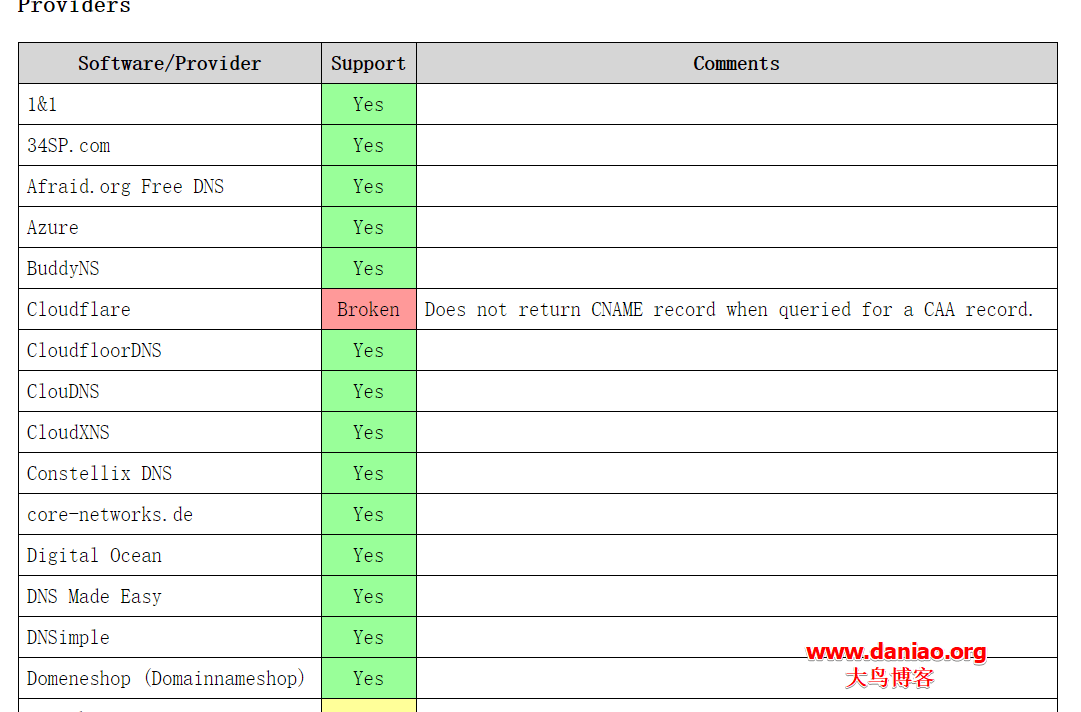 Providers
Software/Provider Support Comments
1&1 Yes
34SP.com Yes
Afraid.org Free DNS Yes
Azure Yes
BuddyNS Yes
Cloudflare Broken Does not return CNAME record when queried for a CAA record.
CloudfloorDNS Yes
ClouDNS Yes
CloudXNS Yes
Constellix DNS Yes
core-networks.de Yes
Digital Ocean Yes
DNS Made Easy Yes
DNSimple Yes
Domeneshop (Domainnameshop) Yes
www.daniao.org
大鸟博客